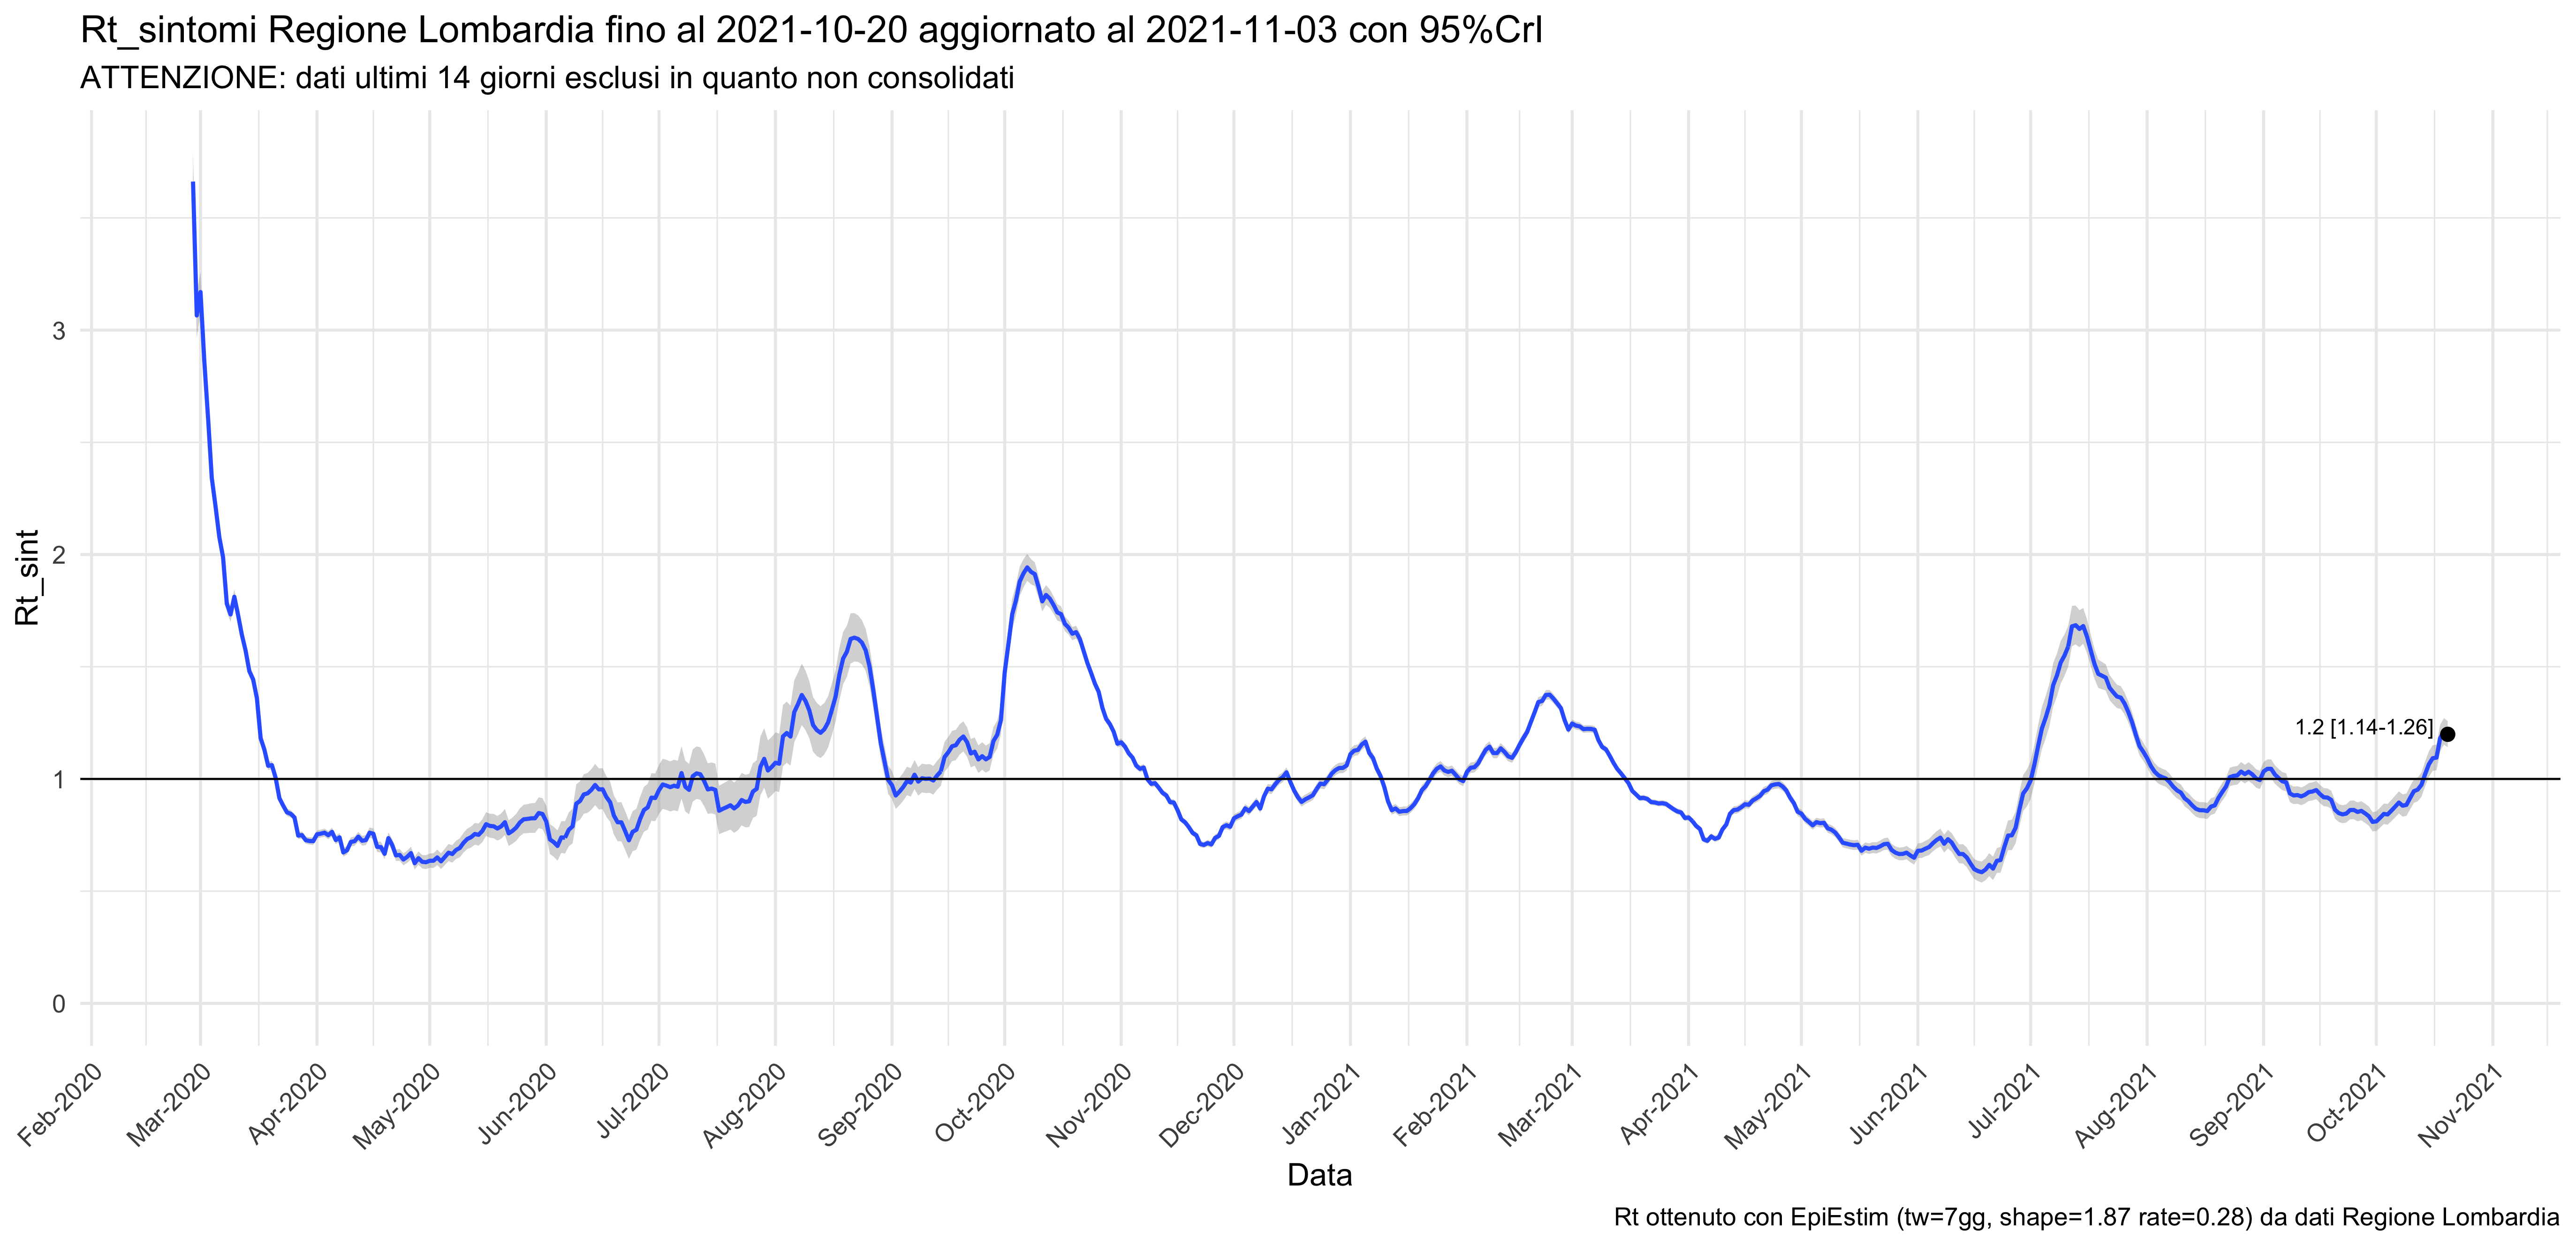 Rt_sintomi Regione Lombardia fino al 2021-10-20 aggiornato al 2021-11-03 con 95%CrI
ATTENZIONE: dati ultimi 14 giorni esclusi in quanto non consolidati
Rt_sint
3
2
1
0
1.2 [1.14-1.26]
Feb-2020
Mar-2020
Apr-2020
May-2020
Jun-2020
Jul-2020
Aug-2020
Sep-2020
Oct-2020
Nov-2020
Dec-2020
Jan-2021
Feb-2021
Mar-2021
Apr-2021
May-2021
Jun-2021
Jul-2021
Aug-2021
Sep-2021
Oct-2021
Nov-2021
Data
Rt ottenuto con EpiEstim (tw=7gg, shape=1.87 rate=0.28) da dati Regione Lombardia